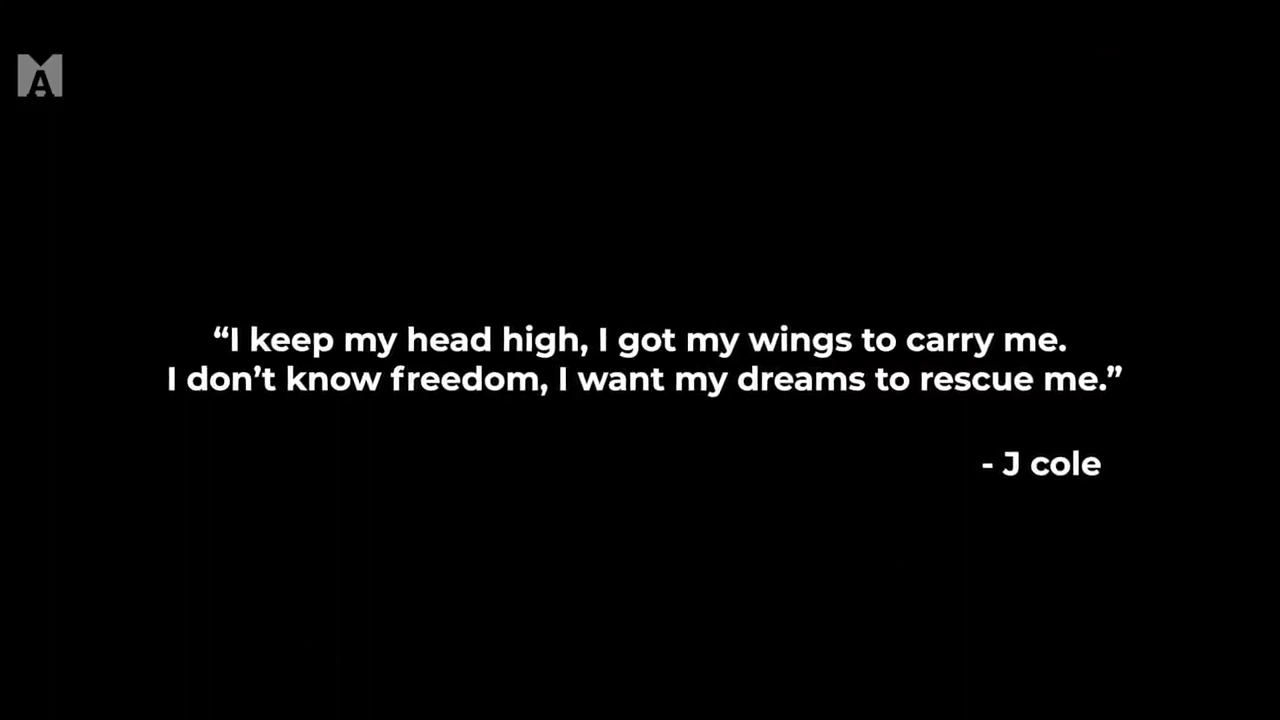 MA
“I keep my head high, I got my wings to carry me.
I don’t know freedom, I want my dreams to rescue me.”
- J cole